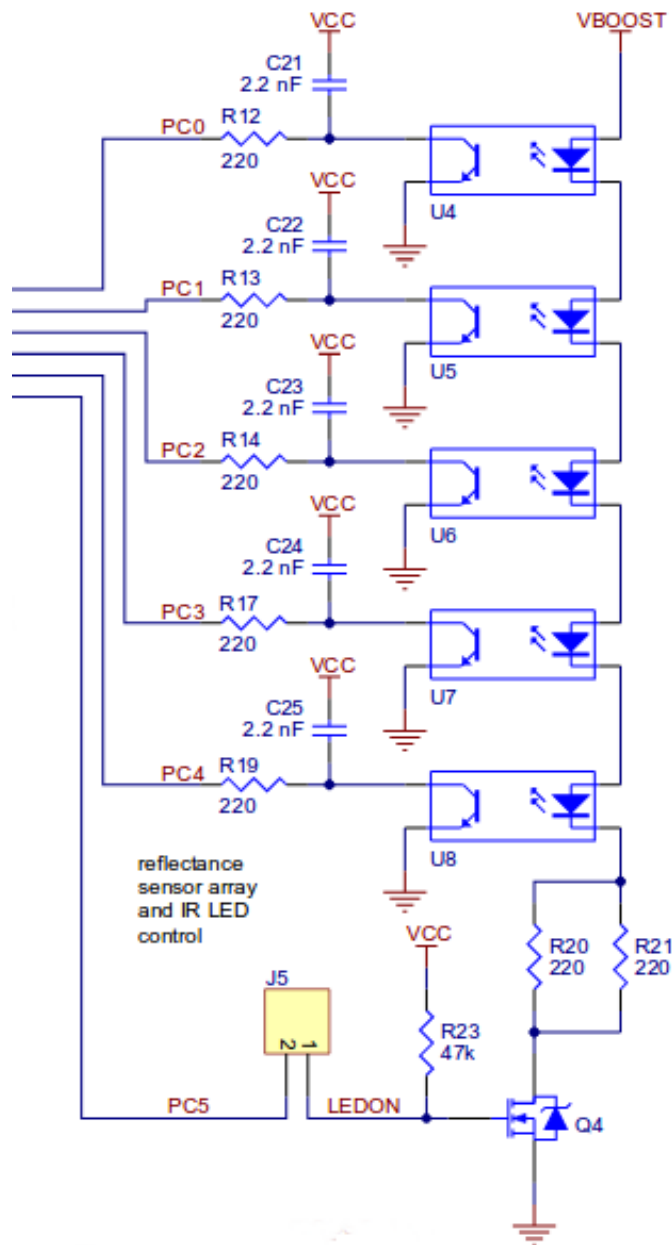 VCC
VBOOST
C21
2.2 nF
PC0
R12
220
U4
VCC
C22
2.2 nF
PC1
R13
220
U5
VCC
C23
2.2 nF
PC2
R14
220
U6
VCC
C24
2.2 nF
PC3
R17
220
U7
VCC
C25
2.2 nF
PC4
R19
220
U8
reflectance
sensor array
and IR LED
control
VCC
R20
220
R21
220
J5
2
1
R23
47k
PC5
LEDON
Q4